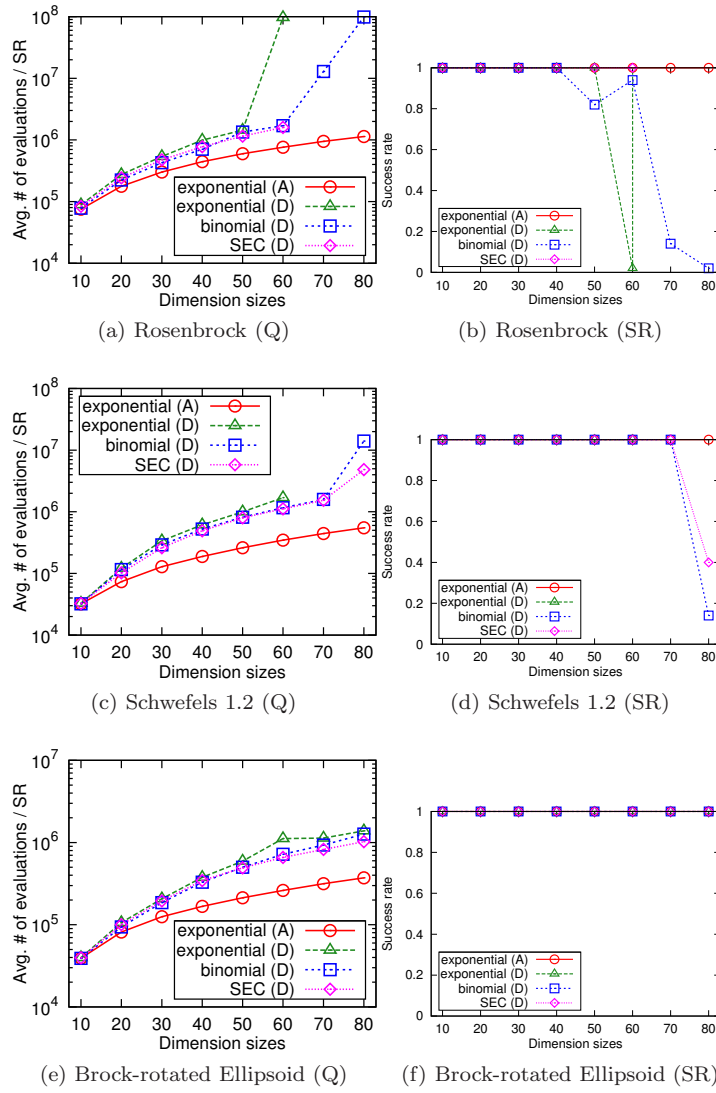 10^8
10^7
10^6
10^5
10^4
Avg. # of evaluations / SR
exponential (A)
exponential (D)
binomial (D)
SEC (D)
10 20 30 40 50 60 70 80
Dimension sizes
(a) Rosenbrock (Q)
1
0.8
0.6
0.4
0.2
0
Success rate
exponential (A)
exponential (D)
binomial (D)
SEC (D)
10 20 30 40 50 60 70 80
Dimension sizes
(b) Rosenbrock (SR)
10^8
10^7
10^6
10^5
10^4
Avg. # of evaluations / SR
exponential (A)
exponential (D)
binomial (D)
SEC (D)
10 20 30 40 50 60 70 80
Dimension sizes
(c) Schwefels 1.2 (Q)
1
0.8
0.6
0.4
0.2
0
Success rate
exponential (A)
exponential (D)
binomial (D)
SEC (D)
10 20 30 40 50 60 70 80
Dimension sizes
(d) Schwefels 1.2 (SR)
10^7
10^6
10^5
10^4
Avg. # of evaluations / SR
exponential (A)
exponential (D)
binomial (D)
SEC (D)
10 20 30 40 50 60 70 80
Dimension sizes
(e) Brock-rotated Ellipsoid (Q)
1
0.8
0.6
0.4
0.2
0
Success rate
exponential (A)
exponential (D)
binomial (D)
SEC (D)
10 20 30 40 50 60 70 80
Dimension sizes
(f) Brock-rotated Ellipsoid (SR)